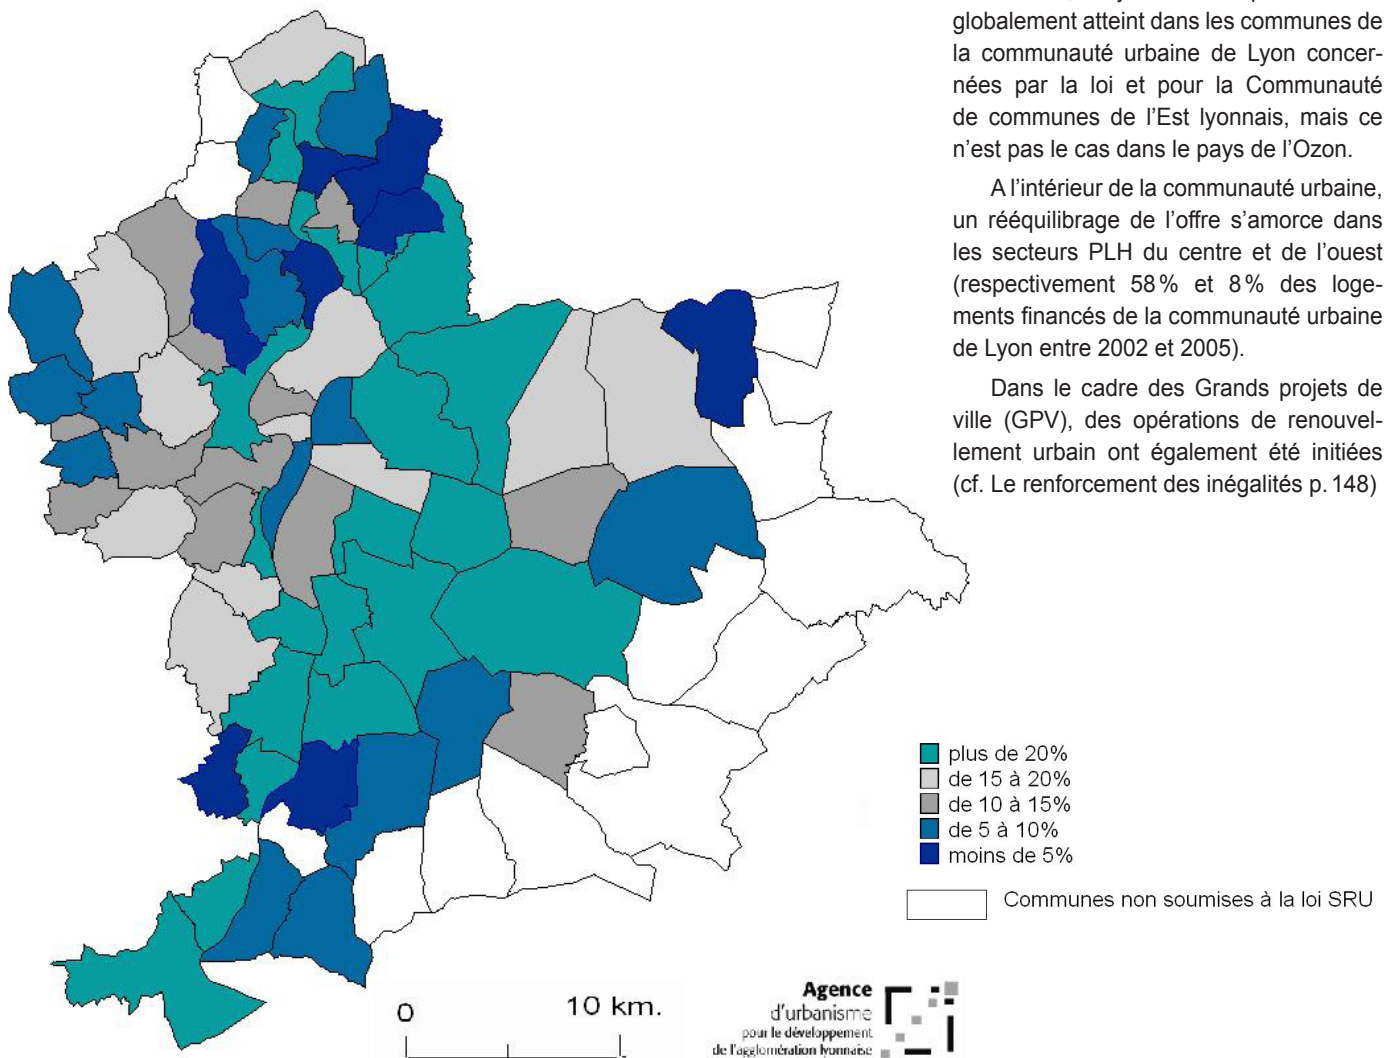 globalement atteint dans les communes de
la communauté urbaine de Lyon concer-
nées par la loi et pour la Communauté
de communes de l’Est lyonnais, mais ce
n’est pas le cas dans le pays de l’Ozon.
A l’intérieur de la communauté urbaine,
un rééquilibrage de l’offre s’amorce dans
les secteurs PLH du centre et de l’ouest
(respectivement 58 % et 8 % des loge-
ments financés de la communauté urbaine
de Lyon entre 2002 et 2005).
Dans le cadre des Grands projets de
ville (GPV), des opérations de renouvel-
lement urbain ont également été initiées
(cf. Le renforcement des inégalités p. 148)
plus de 20%
de 15 à 20%
de 10 à 15%
de 5 à 10%
moins de 5%
Communes non soumises à la loi SRU
0 10 km.
Agence
d'urbanisme
pour le développement
de l'agglomération lyonnaise